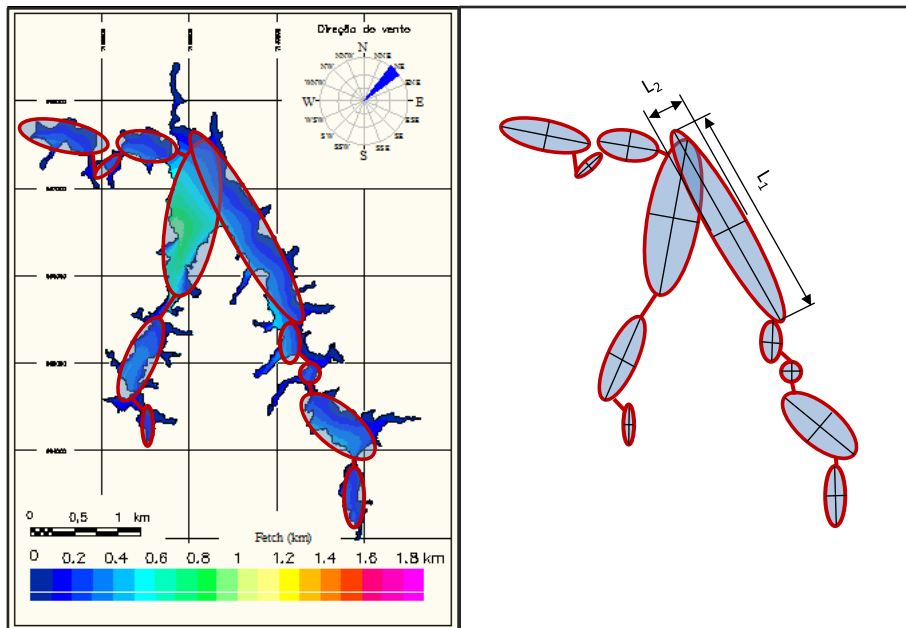 Direção do vento
N
NNW
NNE
NW
NE
WNW
ENE
W
E
WSW
SW
SE
SSW
SSE
S
0
0,5
1
km
Fetch (km)
0
0.2
0.4
0.6
0.8
1
1.2
1.4
1.6
1.8 km
L2
L1